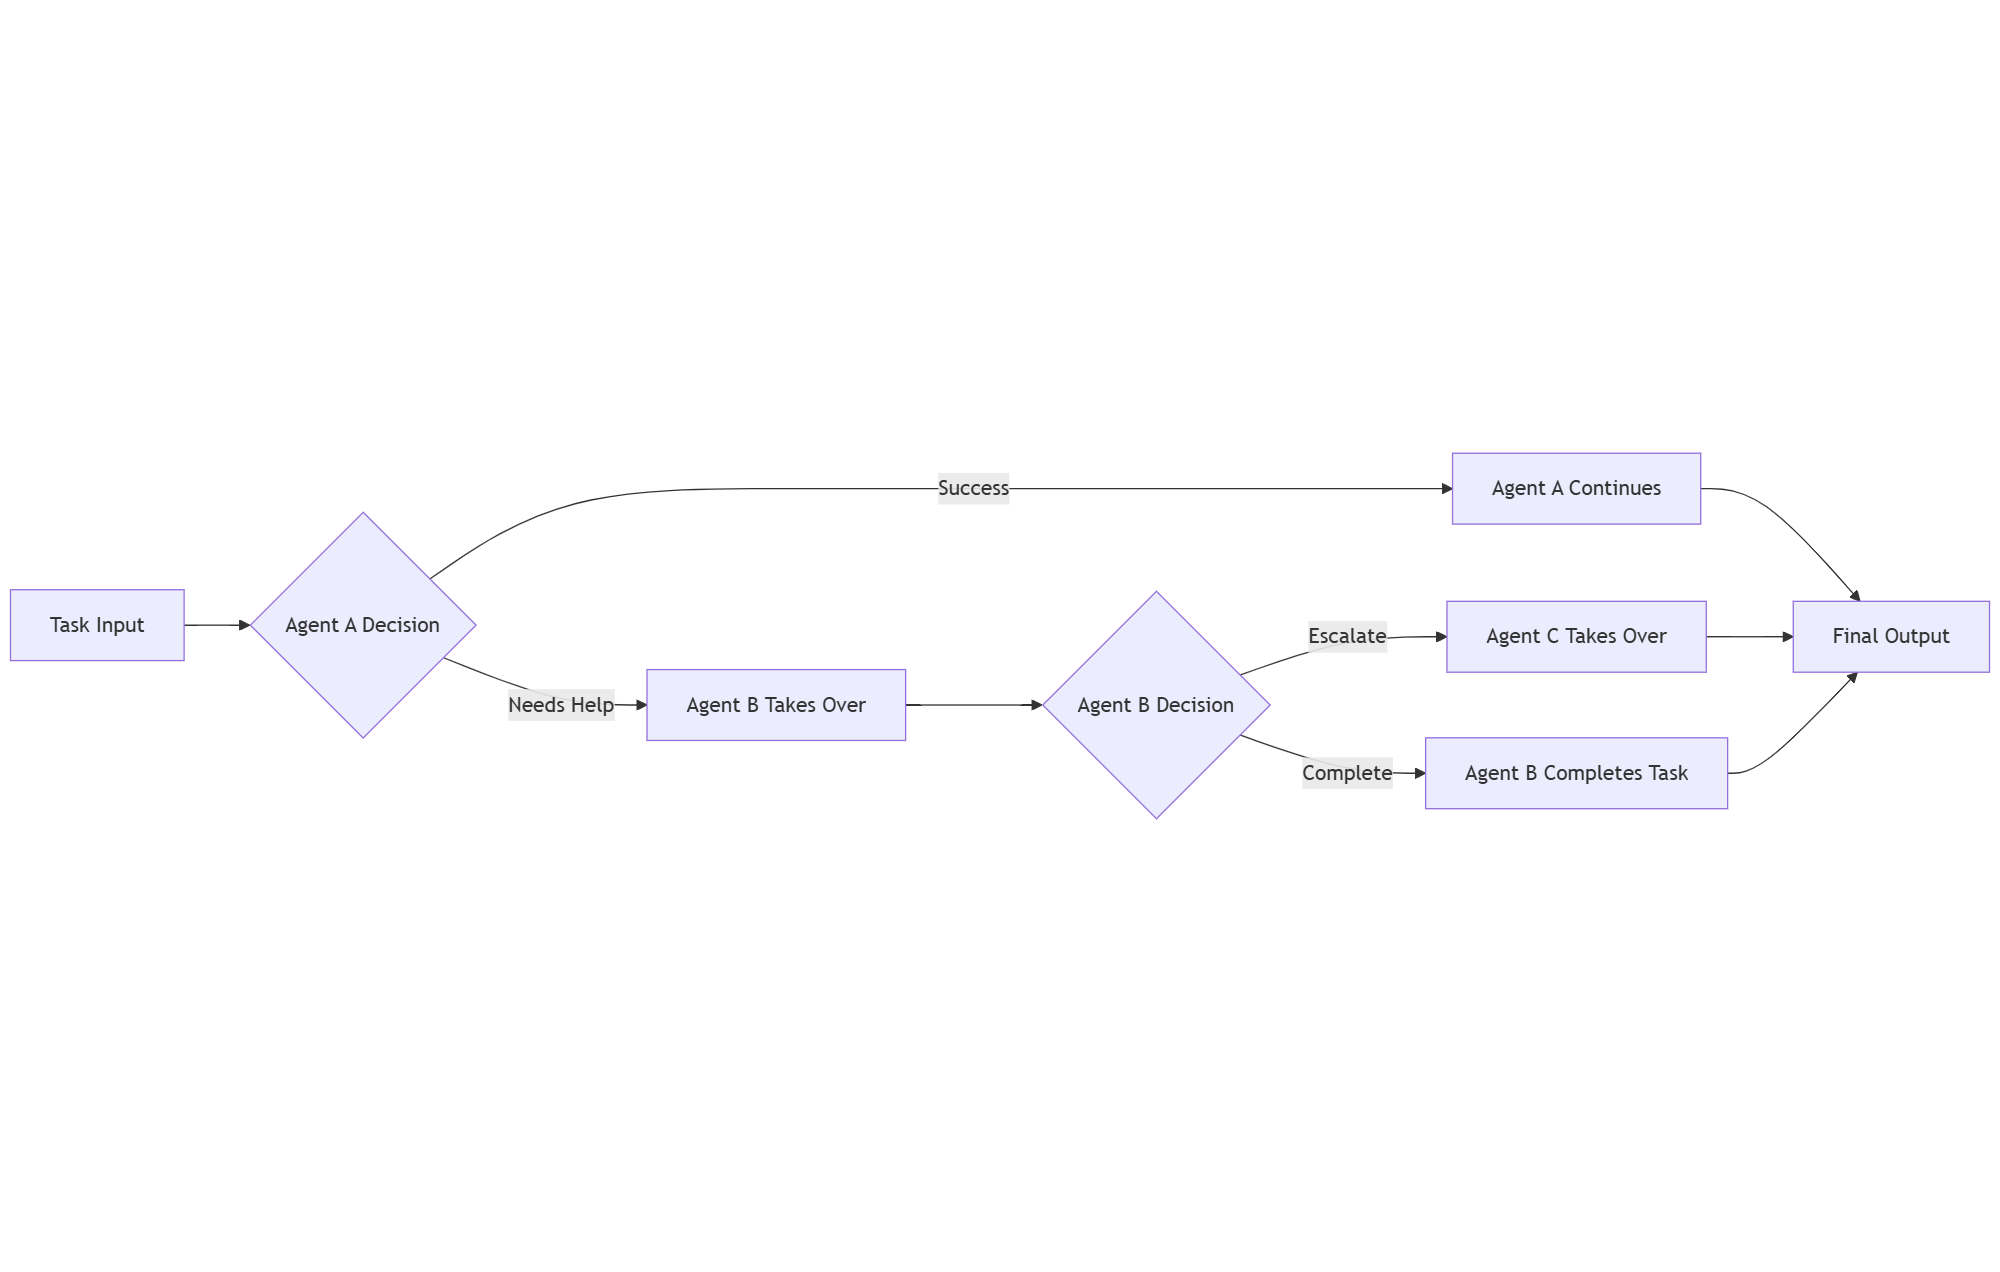 Task Input
Agent A Decision
Success
Needs Help
Agent A Continues
Agent B Takes Over
Agent B Decision
Escalate
Complete
Agent C Takes Over
Agent B Completes Task
Final Output